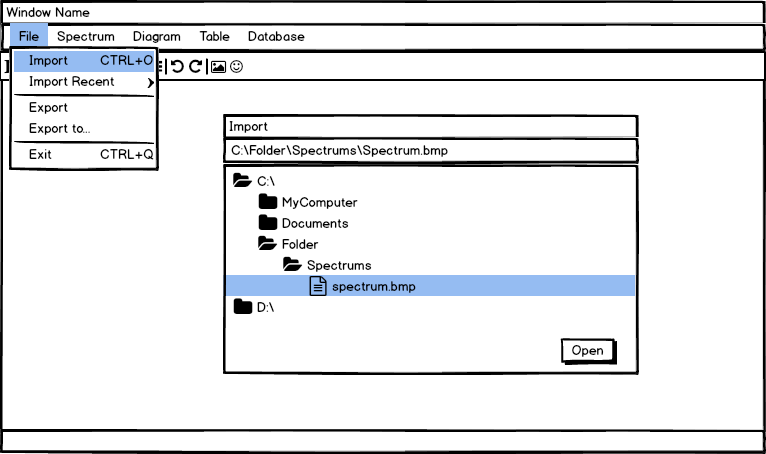 Window Name
File Spectrum Diagram Table Database
Import CTRL+O
Import Recent
Export
Export to...
Exit CTRL+Q
Import
C:\Folder\Spectrums\Spectrum.bmp
C:\
MyComputer
Documents
Folder
Spectrums
spectrum.bmp
D:\
Open